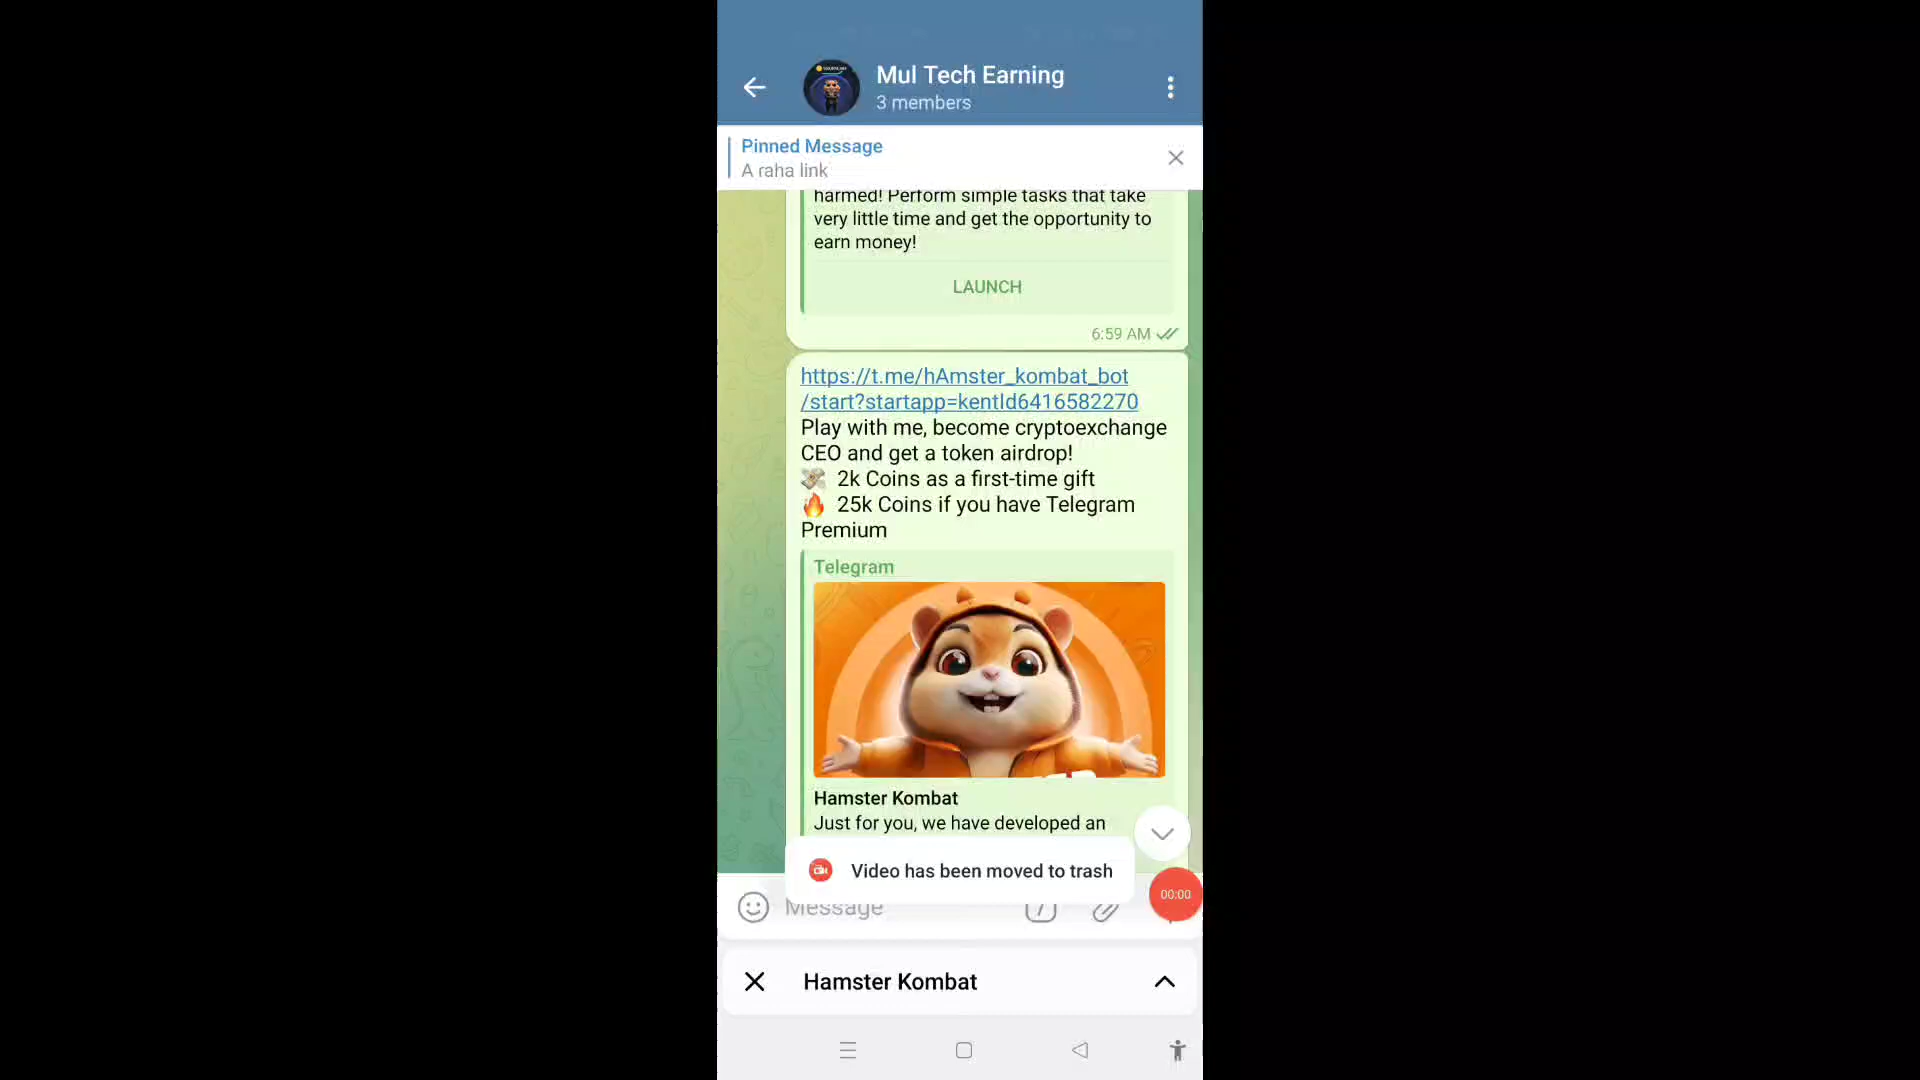 Mul Tech Earning
3 members
Pinned Message
A raha link
harmed! Perform simple tasks that take
very little time and get the opportunity to
earn money!
LAUNCH
6:59 AM
https://t.me/hAmster_kombat_bot
/start?startapp=kentId6416582270
Play with me, become cryptoexchange
CEO and get a token airdrop!
💸 2k Coins as a first-time gift
🔥 25k Coins if you have Telegram
Premium
Telegram
Hamster Kombat
Just for you, we have developed an
Video has been moved to trash
00:00
Message
Hamster Kombat